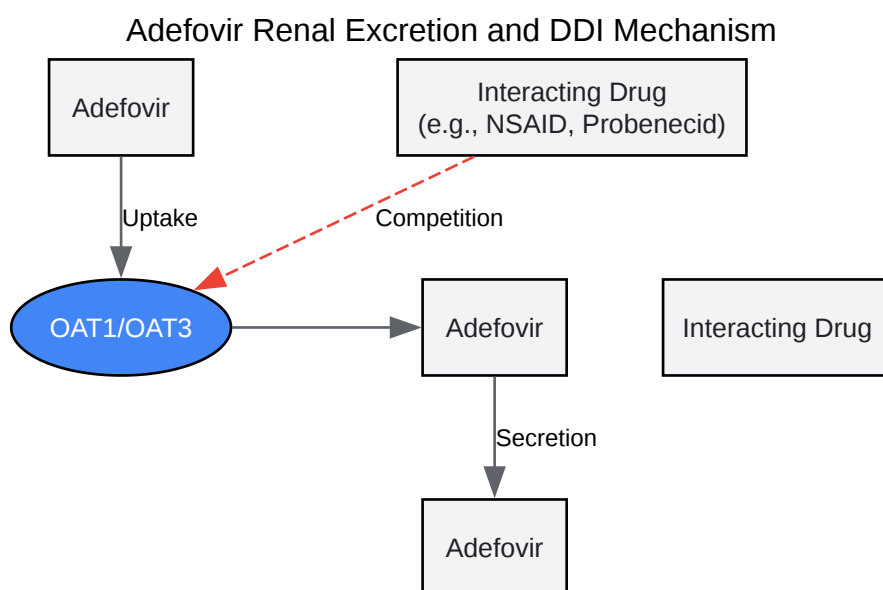 Adefovir Renal Excretion and DDI Mechanism
Adefovir
Interacting Drug
(e.g., NSAID, Probenecid)
Uptake
Competition
OAT1/OAT3
Adefovir
Interacting Drug
Secretion
Adefovir